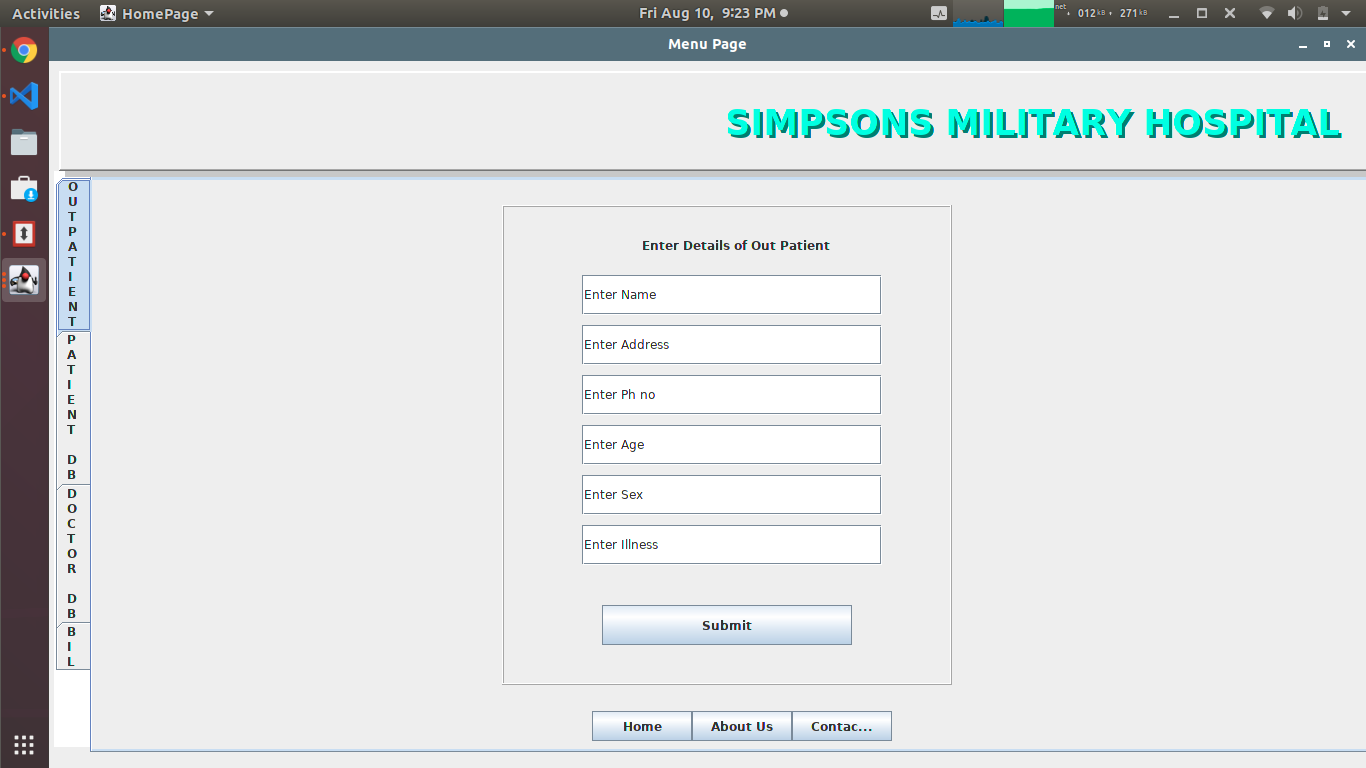 Activities HomePage Fri Aug 10, 9:23 PM net 012 kB 271 kB
Menu Page
SIMPSONS MILITARY HOSPITAL
OUTPATIENT
PATIENT DB
DOCTOR DB
BILL
Enter Details of Out Patient
Enter Name
Enter Address
Enter Ph no
Enter Age
Enter Sex
Enter Illness
Submit
Home About Us Contac...